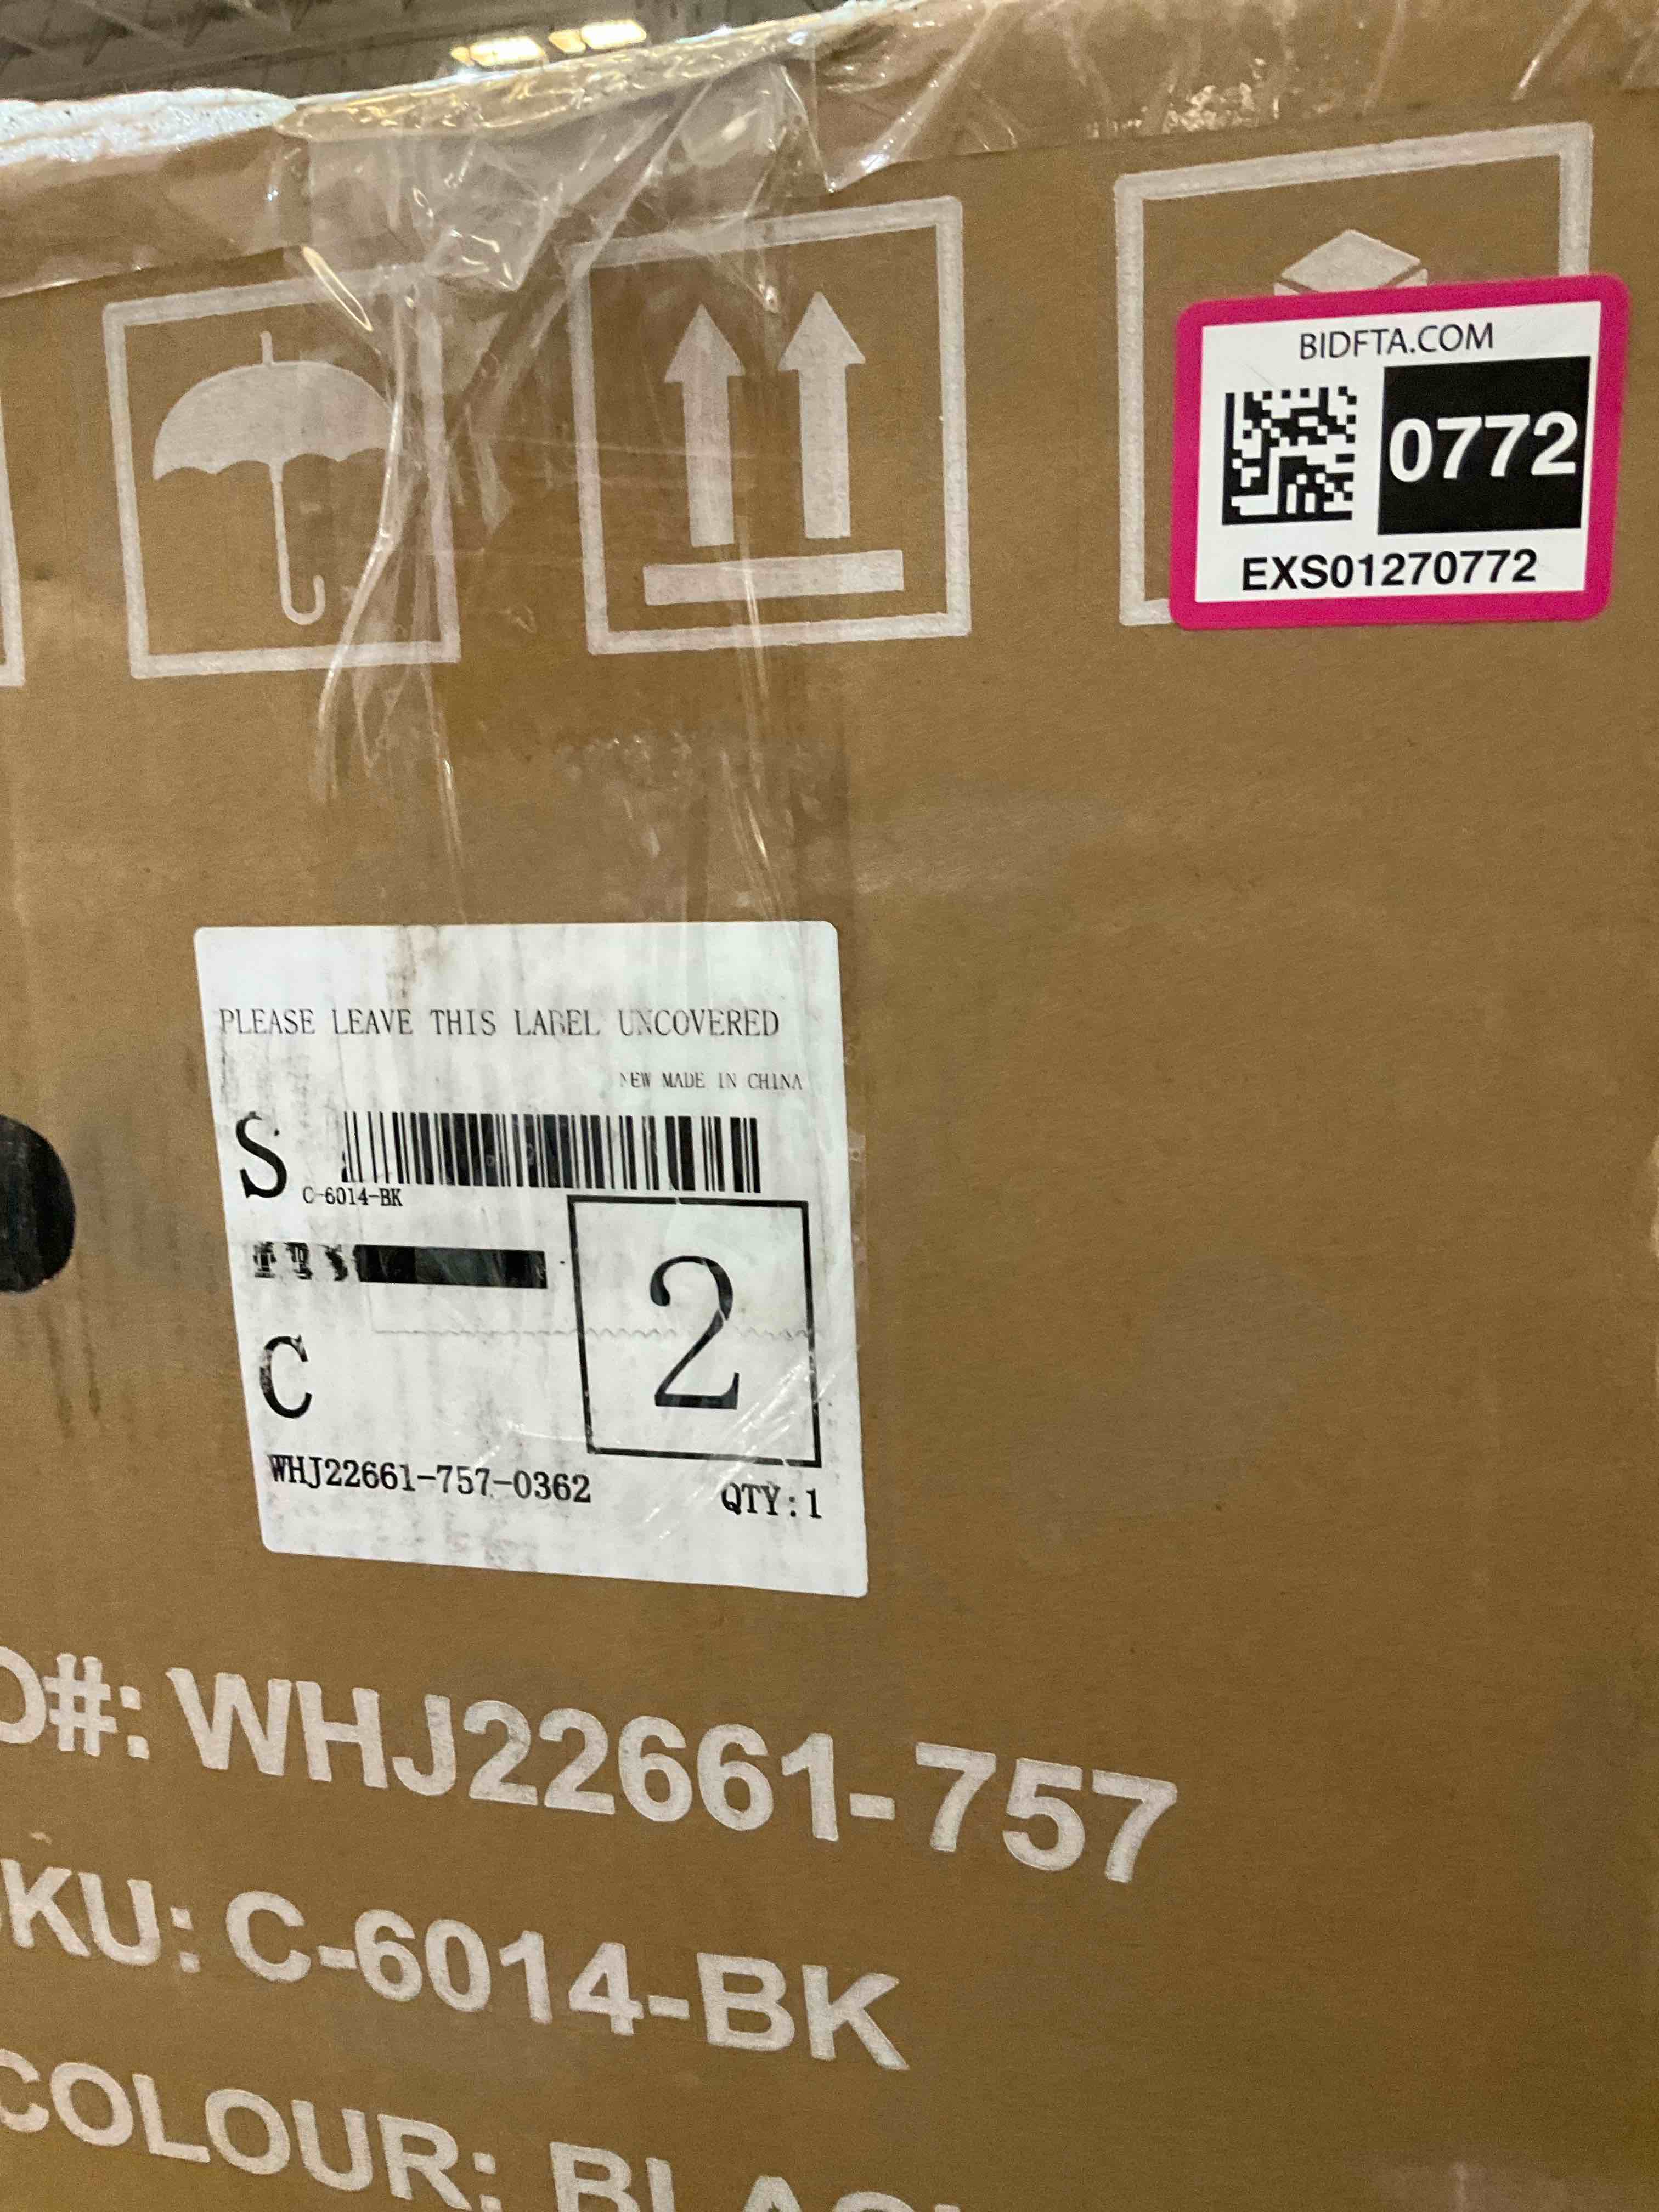 BIDFTA.COM
0772
EXS01270772
PLEASE LEAVE THIS LABEL UNCOVERED
NEW MADE IN CHINA
S
C-6014-BK
2
C
WHJ22661-757-0362
QTY:1
O#: WHJ22661-757
KU: C-6014-BK
COLOUR: BLAC